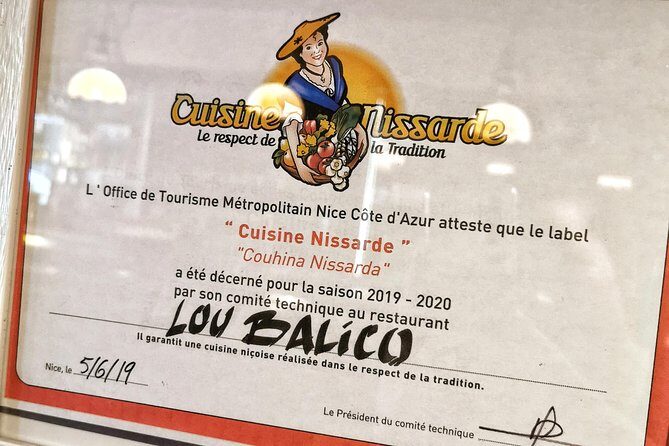 Cuisine Nissarde
Le respect de la Tradition
L'Office de Tourisme Métropolitain Nice Côte d'Azur atteste que le label
“ Cuisine Nissarde ”
"Couhina Nissarda"
a été décerné pour la saison 2019 - 2020
par son comité technique au restaurant
LOU BALICO
Il garantit une cuisine niçoise réalisée dans le respect de la tradition.
Nice, le 5/6/19
Le Président du comité technique